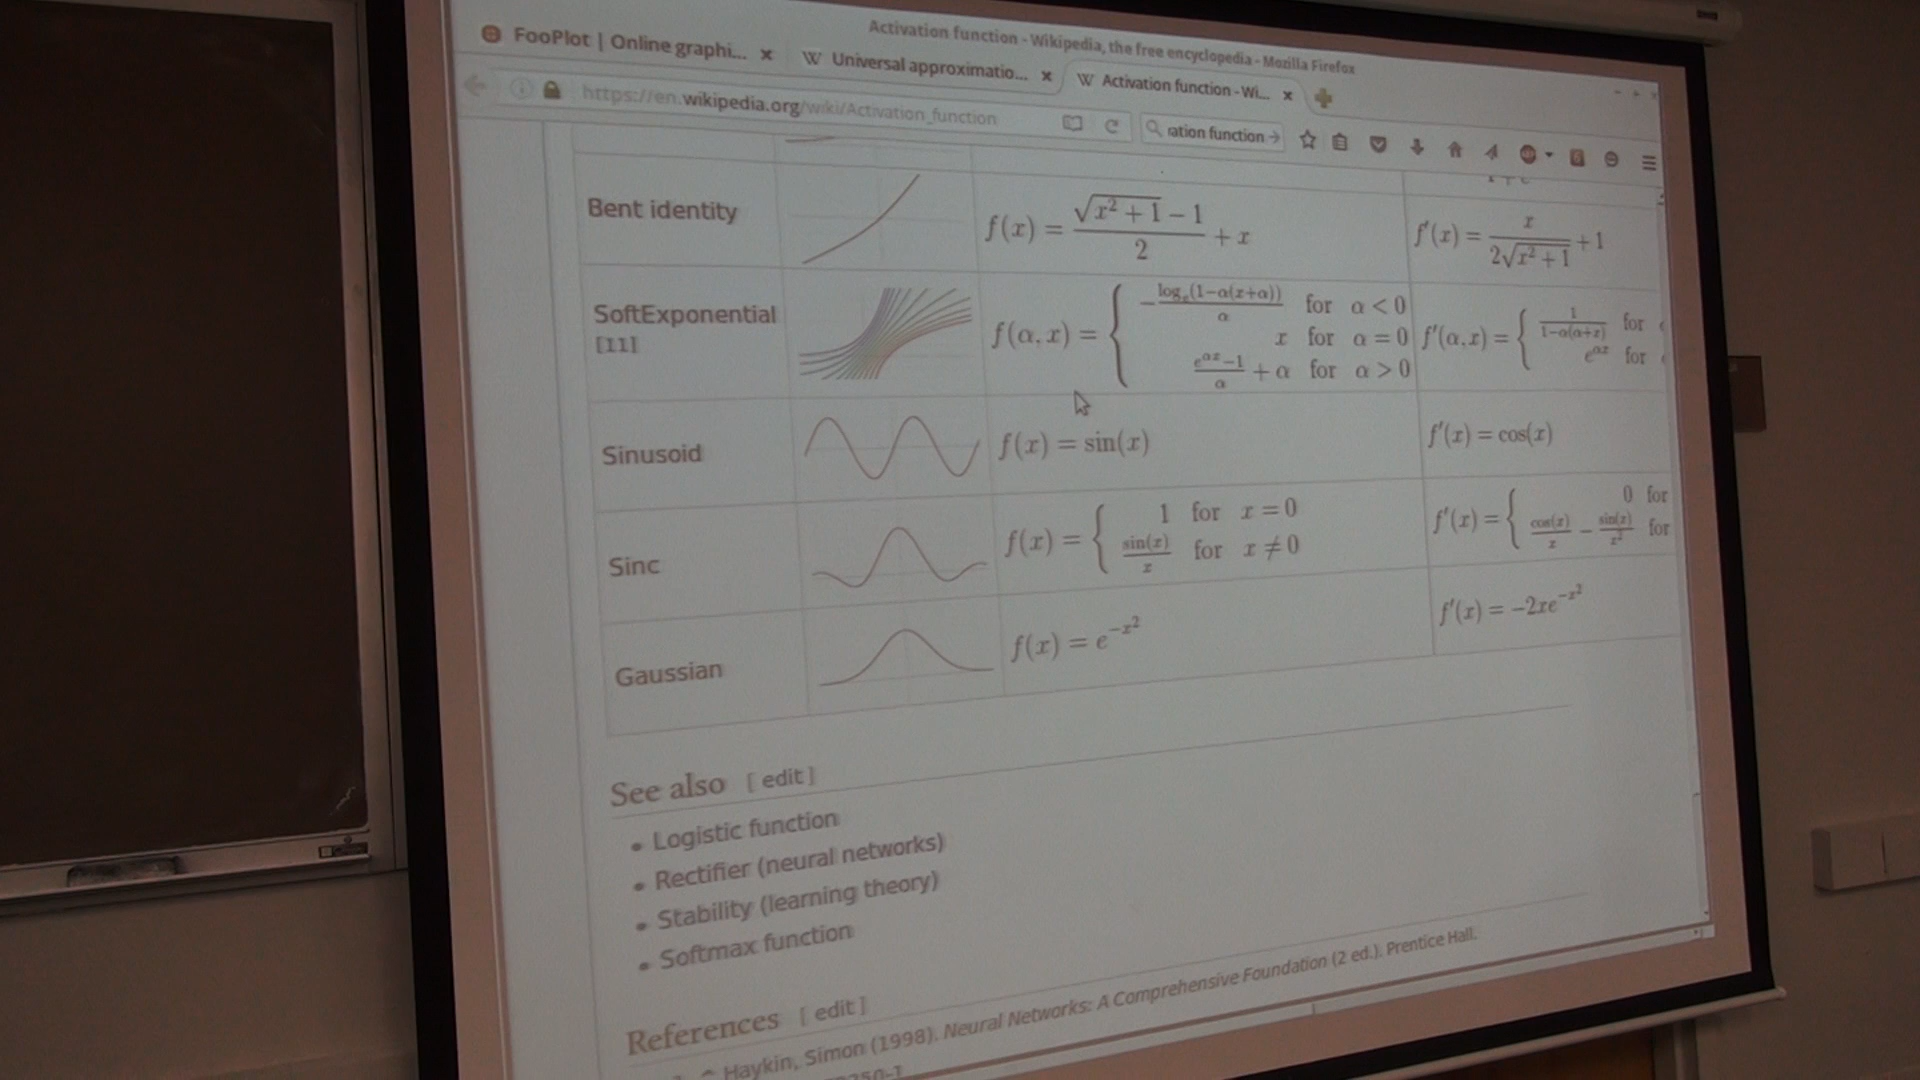 Activation function - Wikipedia, the free encyclopedia - Mozilla Firefox
FooPlot | Online graphi... × W Universal approximatio... × W Activation function - Wi... ×
https://en.wikipedia.org/wiki/Activation_function
ration function
Bent identity f(x) = (√(x² + 1) − 1)/2 + x f′(x) = x/(2√(x² + 1)) + 1
SoftExponential [11] f(α, x) = { −logₑ(1−α(x+α))/α for α < 0
x for α = 0
(e^{αx} − 1)/α + α for α > 0
f′(α, x) = { 1/(1−α(α+x)) for
e^{αx} for
Sinusoid f(x) = sin(x) f′(x) = cos(x)
Sinc f(x) = { 1 for x = 0
sin(x)/x for x ≠ 0
f′(x) = { 0 for
cos(x)/x − sin(x)/x² for
Gaussian f(x) = e^{−x²} f′(x) = −2xe^{−x²}
See also [ edit ]
• Logistic function
• Rectifier (neural networks)
• Stability (learning theory)
• Softmax function
References [ edit ]
^ Haykin, Simon (1998). Neural Networks: A Comprehensive Foundation (2 ed.). Prentice Hall.